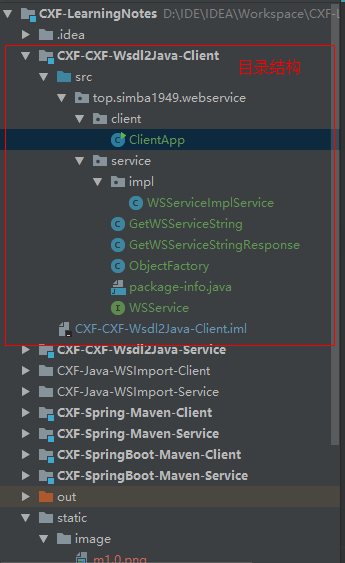 CXF-LearningNotes D:\IDE\IDEA\Workspace\CXF-L
.idea
CXF-CXF-Wsdl2Java-Client
目录结构
src
top.simba1949.webservice
client
ClientApp
service
impl
WSServiceImplService
GetWSServiceString
GetWSServiceStringResponse
ObjectFactory
package-info.java
WSService
CXF-CXF-Wsdl2Java-Client.iml
CXF-CXF-Wsdl2Java-Service
CXF-Java-WSImport-Client
CXF-Java-WSImport-Service
CXF-Spring-Maven-Client
CXF-Spring-Maven-Service
CXF-SpringBoot-Maven-Client
CXF-SpringBoot-Maven-Service
out
static
image
m1.0.png